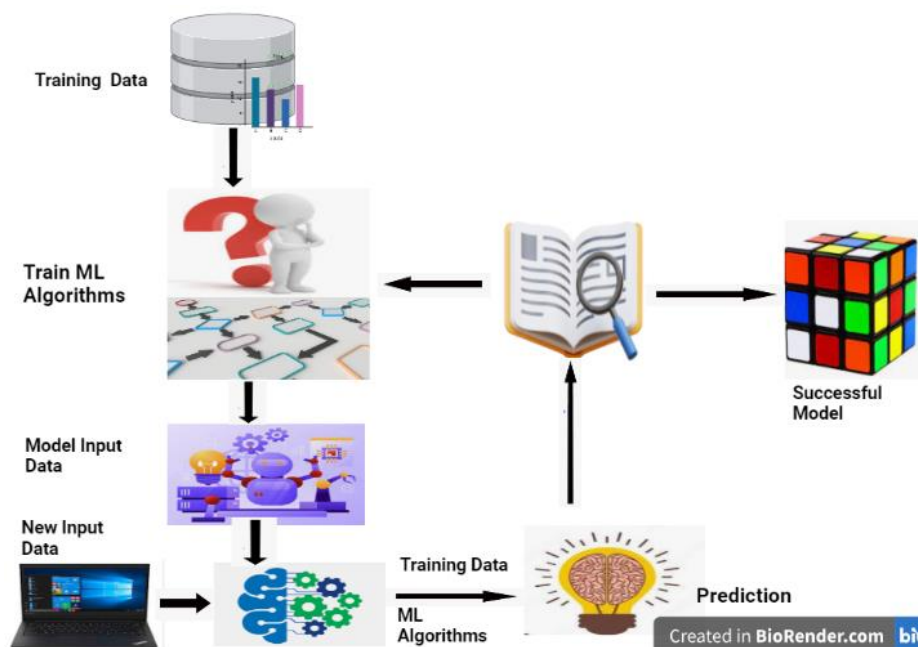 Training Data
Train ML
Algorithms
Successful
Model
Model Input
Data
New Input
Data
Training Data
ML
Algorithms
Prediction
Created in BioRender.com